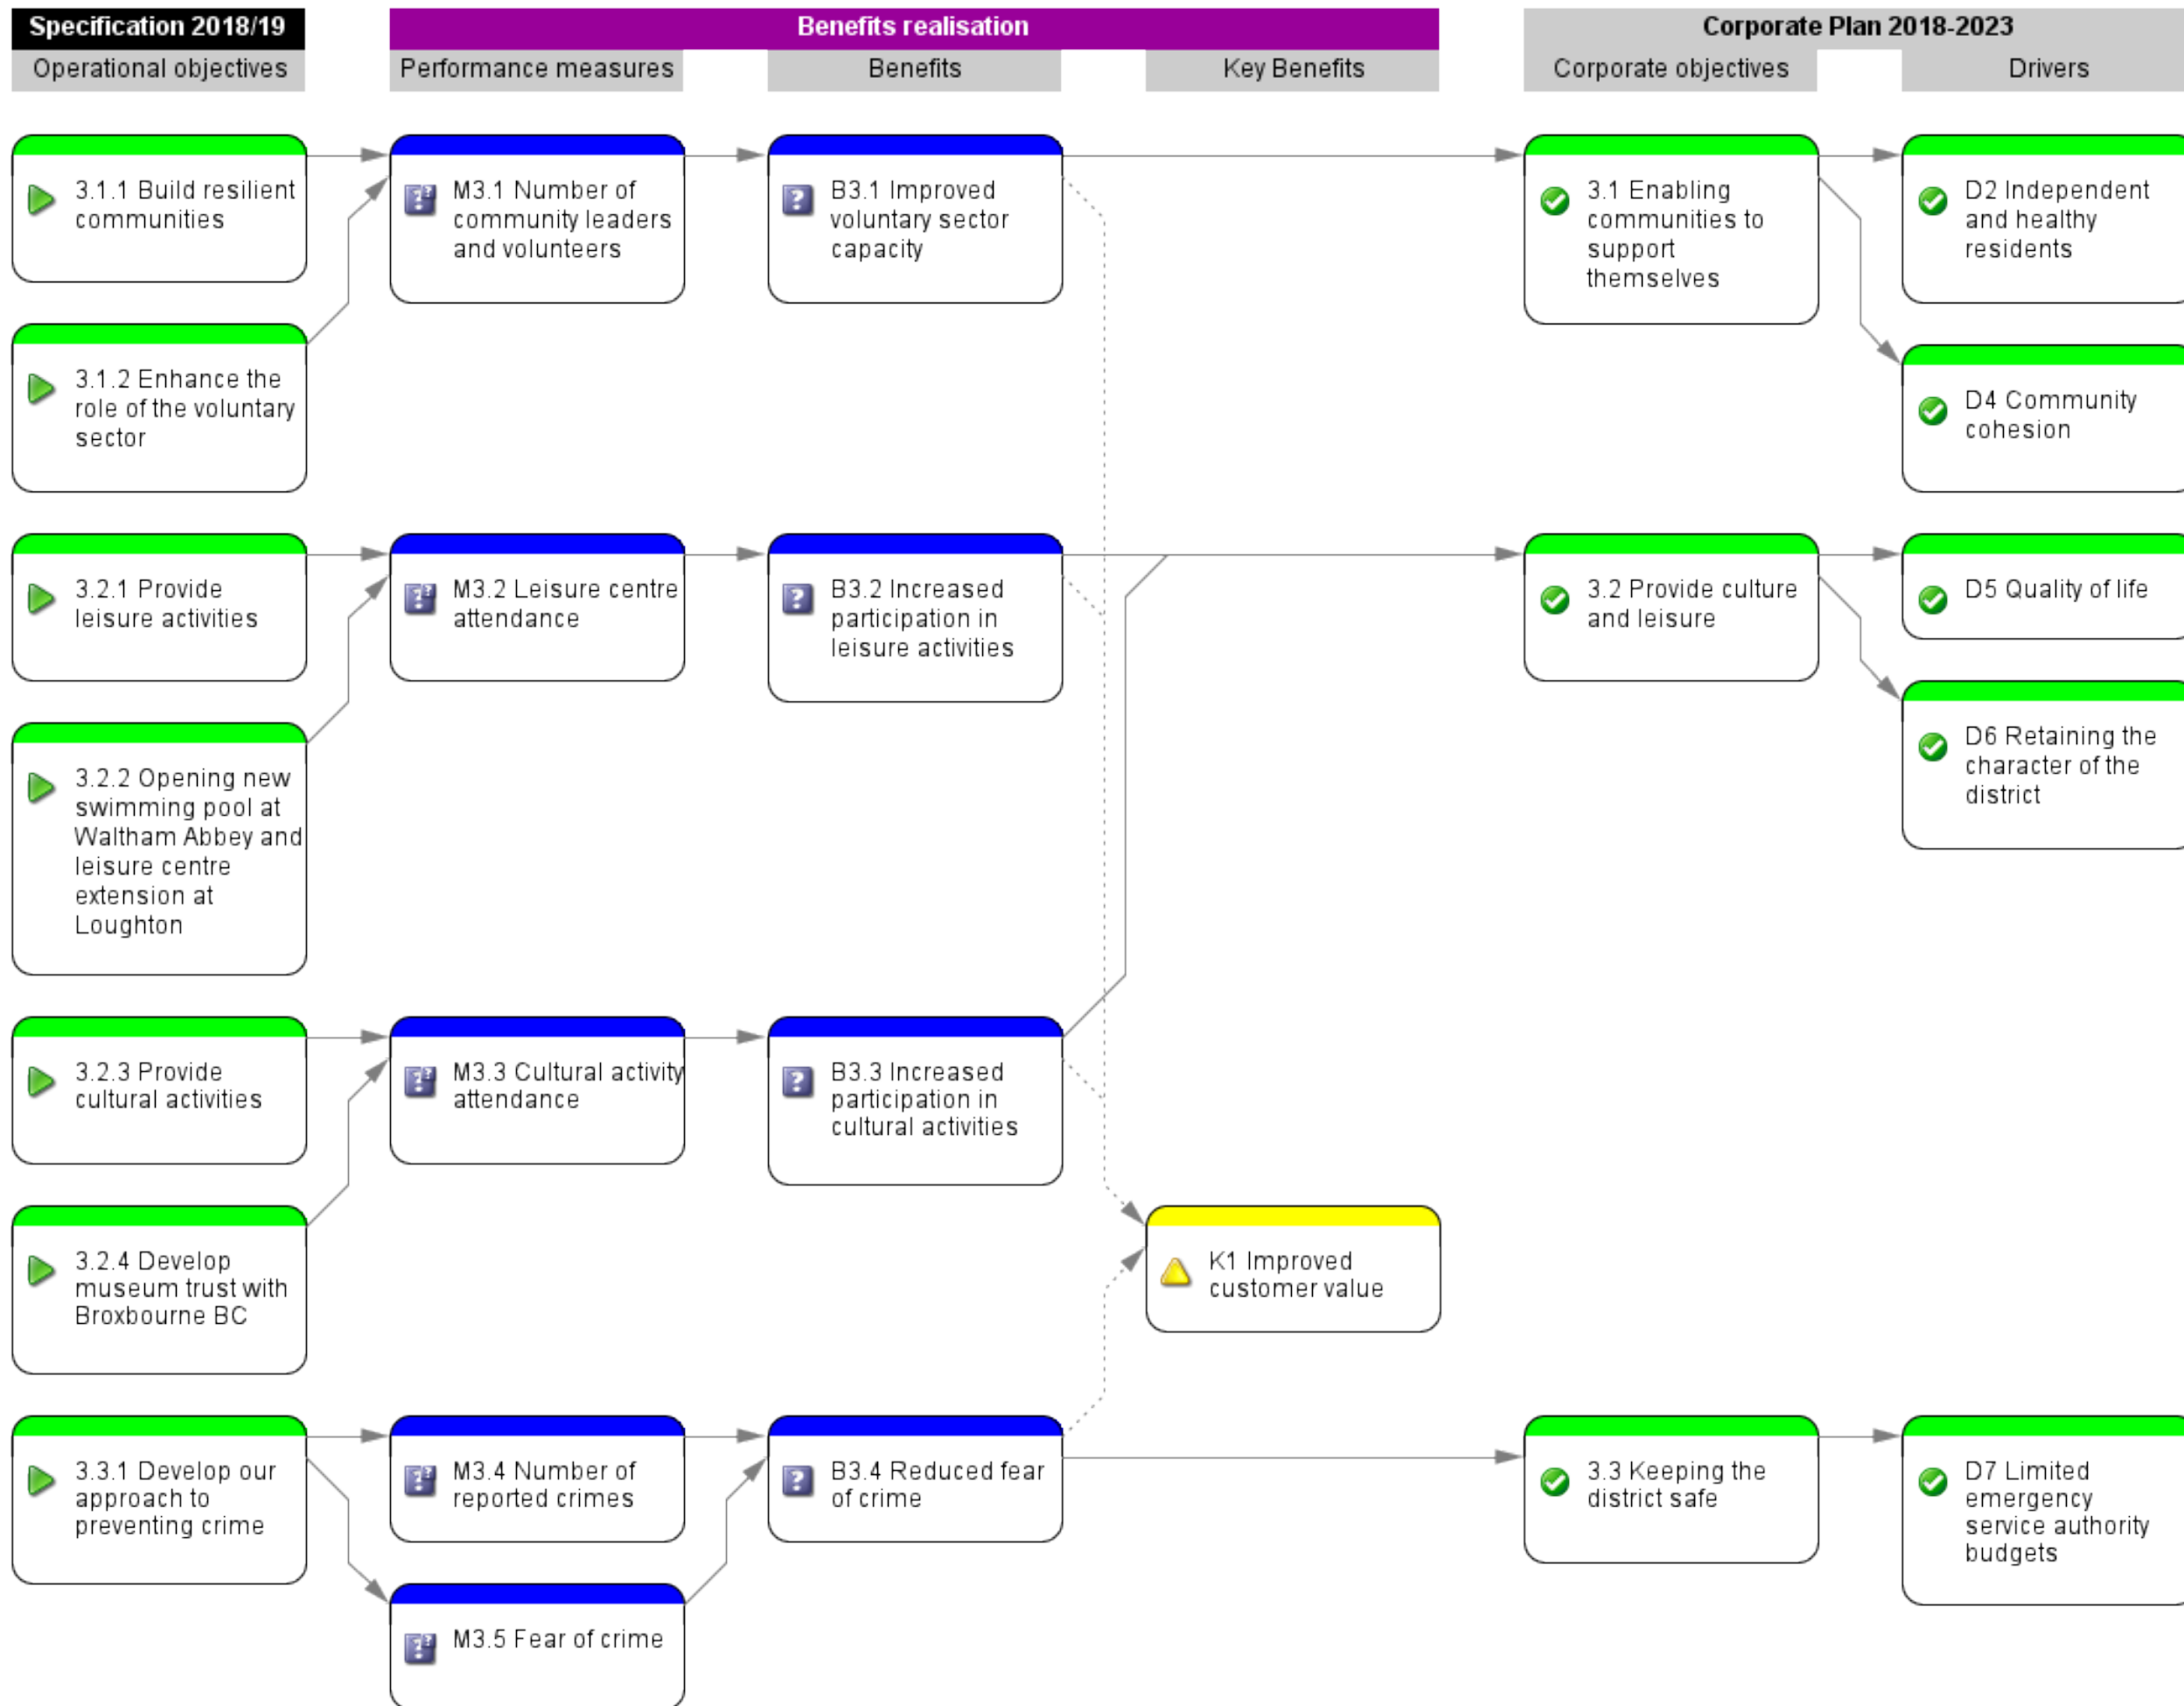 Specification 2018/19
Benefits realisation
Corporate Plan 2018-2023
Operational objectives
Performance measures
Benefits
Key Benefits
Corporate objectives
Drivers
3.1.1 Build resilient
communities
M3.1 Number of
community leaders
and volunteers
B3.1 Improved
voluntary sector
capacity
3.1 Enabling
communities to
support
themselves
D2 Independent
and healthy
residents
3.1.2 Enhance the
role of the voluntary
sector
D4 Community
cohesion
3.2.1 Provide
leisure activities
M3.2 Leisure centre
attendance
B3.2 Increased
participation in
leisure activities
3.2 Provide culture
and leisure
D5 Quality of life
D6 Retaining the
character of the
district
3.2.2 Opening new
swimming pool at
Waltham Abbey and
leisure centre
extension at
Loughton
3.2.3 Provide
cultural activities
M3.3 Cultural activity
attendance
B3.3 Increased
participation in
cultural activities
3.2.4 Develop
museum trust with
Broxbourne BC
K1 Improved
customer value
3.3.1 Develop our
approach to
preventing crime
M3.4 Number of
reported crimes
B3.4 Reduced fear
of crime
3.3 Keeping the
district safe
D7 Limited
emergency
service authority
budgets
M3.5 Fear of crime